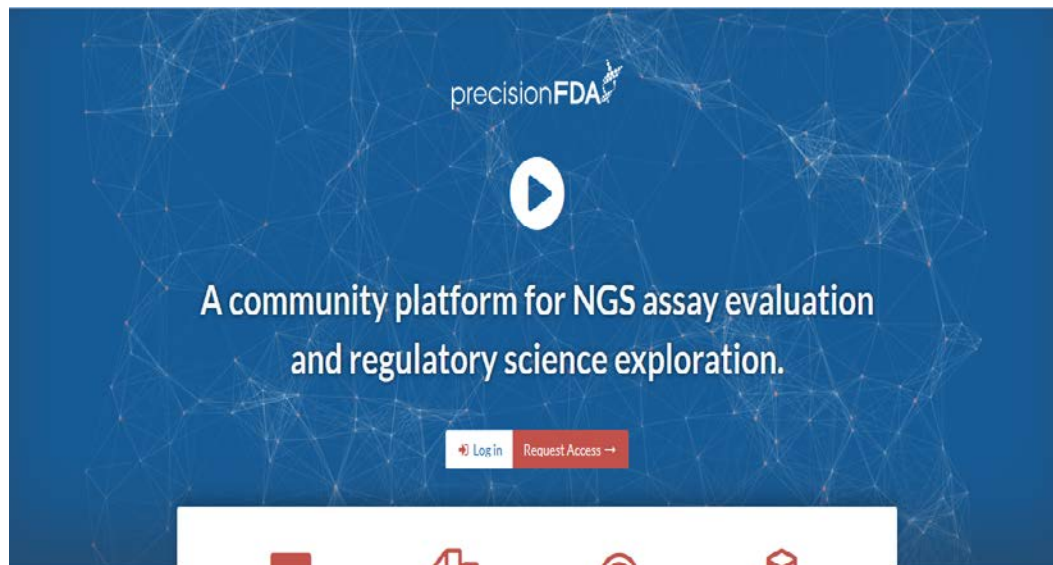 precisionFDA
A community platform for NGS assay evaluation
and regulatory science exploration.
Log in
Request Access →